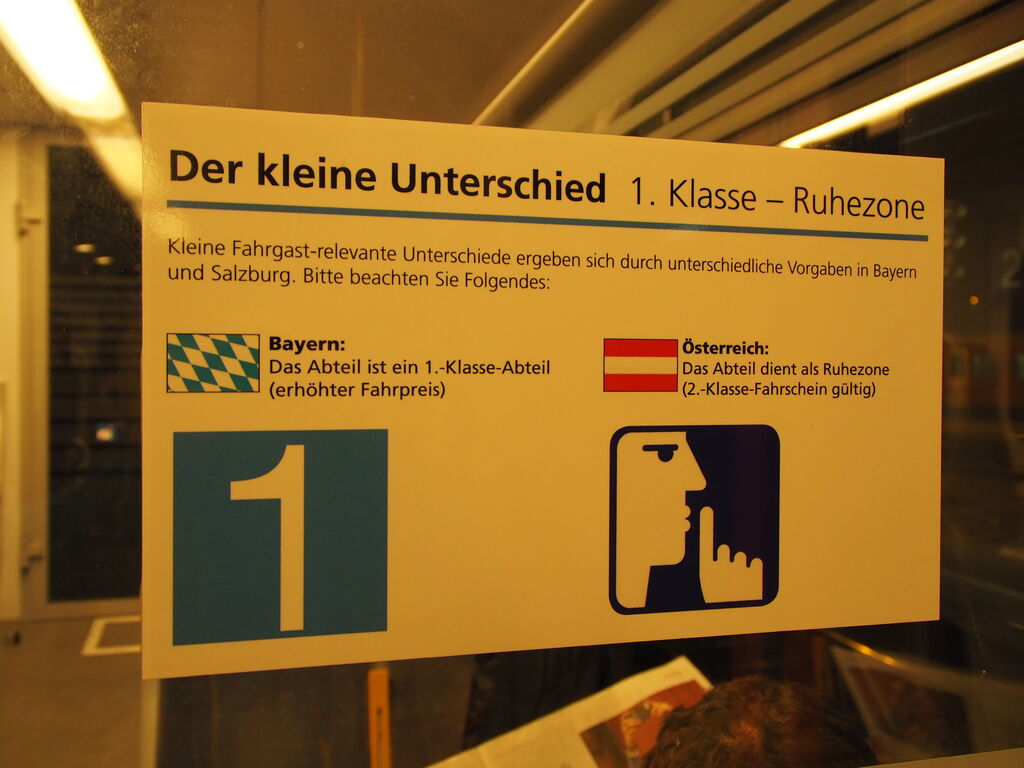 Der kleine Unterschied 1. Klasse – Ruhezone
Kleine Fahrgast-relevante Unterschiede ergeben sich durch unterschiedliche Vorgaben in Bayern
und Salzburg. Bitte beachten Sie Folgendes:
Bayern:
Das Abteil ist ein 1.-Klasse-Abteil
(erhöhter Fahrpreis)
1
Österreich:
Das Abteil dient als Ruhezone
(2.-Klasse-Fahrschein gültig)